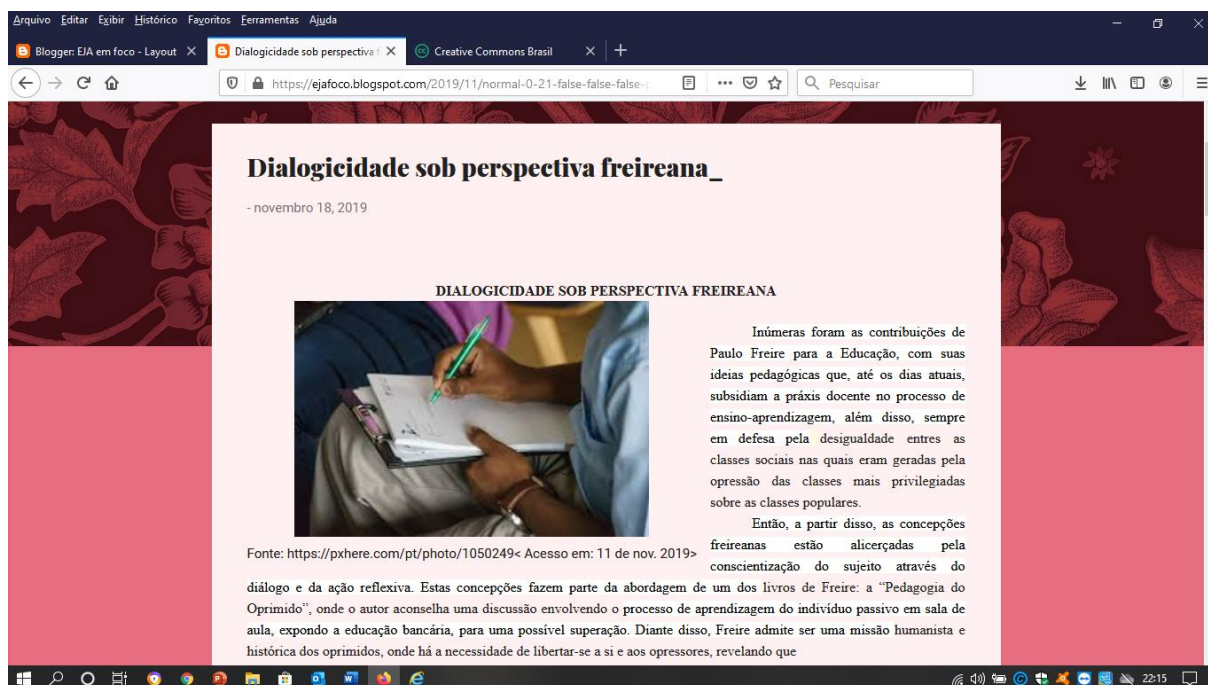 Arquivo Editar Exibir Histórico Favoritos Ferramentas Ajuda
Blogger: EJA em foco - Layout
Dialogicidade sob perspectiva f
Creative Commons Brasil
https://ejafoco.blogspot.com/2019/11/normal-0-21-false-false-false-
Pesquisar
Dialogicidade sob perspectiva freireana_
- novembro 18, 2019
DIALOGICIDADE SOB PERSPECTIVA FREIREANA
Inúmeras foram as contribuições de
Paulo Freire para a Educação, com suas
ideias pedagógicas que, até os dias atuais,
subsidiam a práxis docente no processo de
ensino-aprendizagem, além disso, sempre
em defesa pela desigualdade entres as
classes sociais nas quais eram geradas pela
opressão das classes mais privilegiadas
sobre as classes populares.
Então, a partir disso, as concepções
freireanas estão alicerçadas pela
conscientização do sujeito através do
Fonte: https://pxhere.com/pt/photo/1050249< Acesso em: 11 de nov. 2019>
diálogo e da ação reflexiva. Estas concepções fazem parte da abordagem de um dos livros de Freire: a “Pedagogia do
Oprimido”, onde o autor aconselha uma discussão envolvendo o processo de aprendizagem do indivíduo passivo em sala de
aula, expondo a educação bancária, para uma possível superação. Diante disso, Freire admite ser uma missão humanista e
histórica dos oprimidos, onde há a necessidade de libertar-se a si e aos opressores, revelando que
22:15